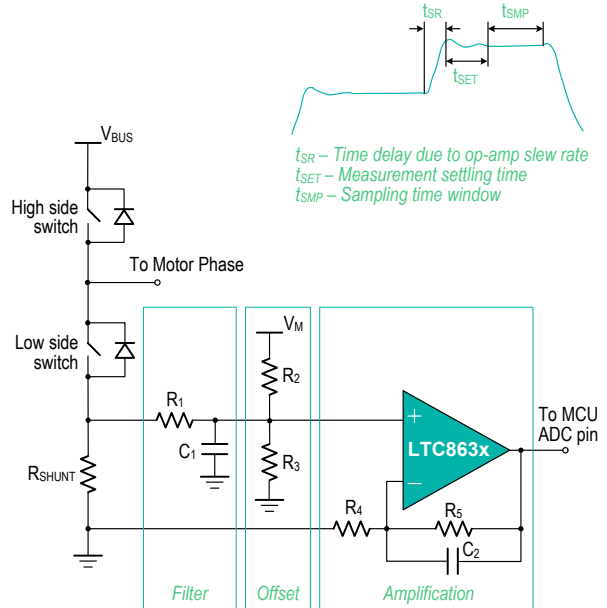 tSR
tSMP
tSET
tSR – Time delay due to op-amp slew rate
tSET – Measurement settling time
tSMP – Sampling time window
VBUS
High side
switch
To Motor Phase
Low side
switch
VM
R2
R1
C1
R3
RSHUNT
+
LTC863x
−
To MCU
ADC pin
R4
R5
C2
Filter
Offset
Amplification